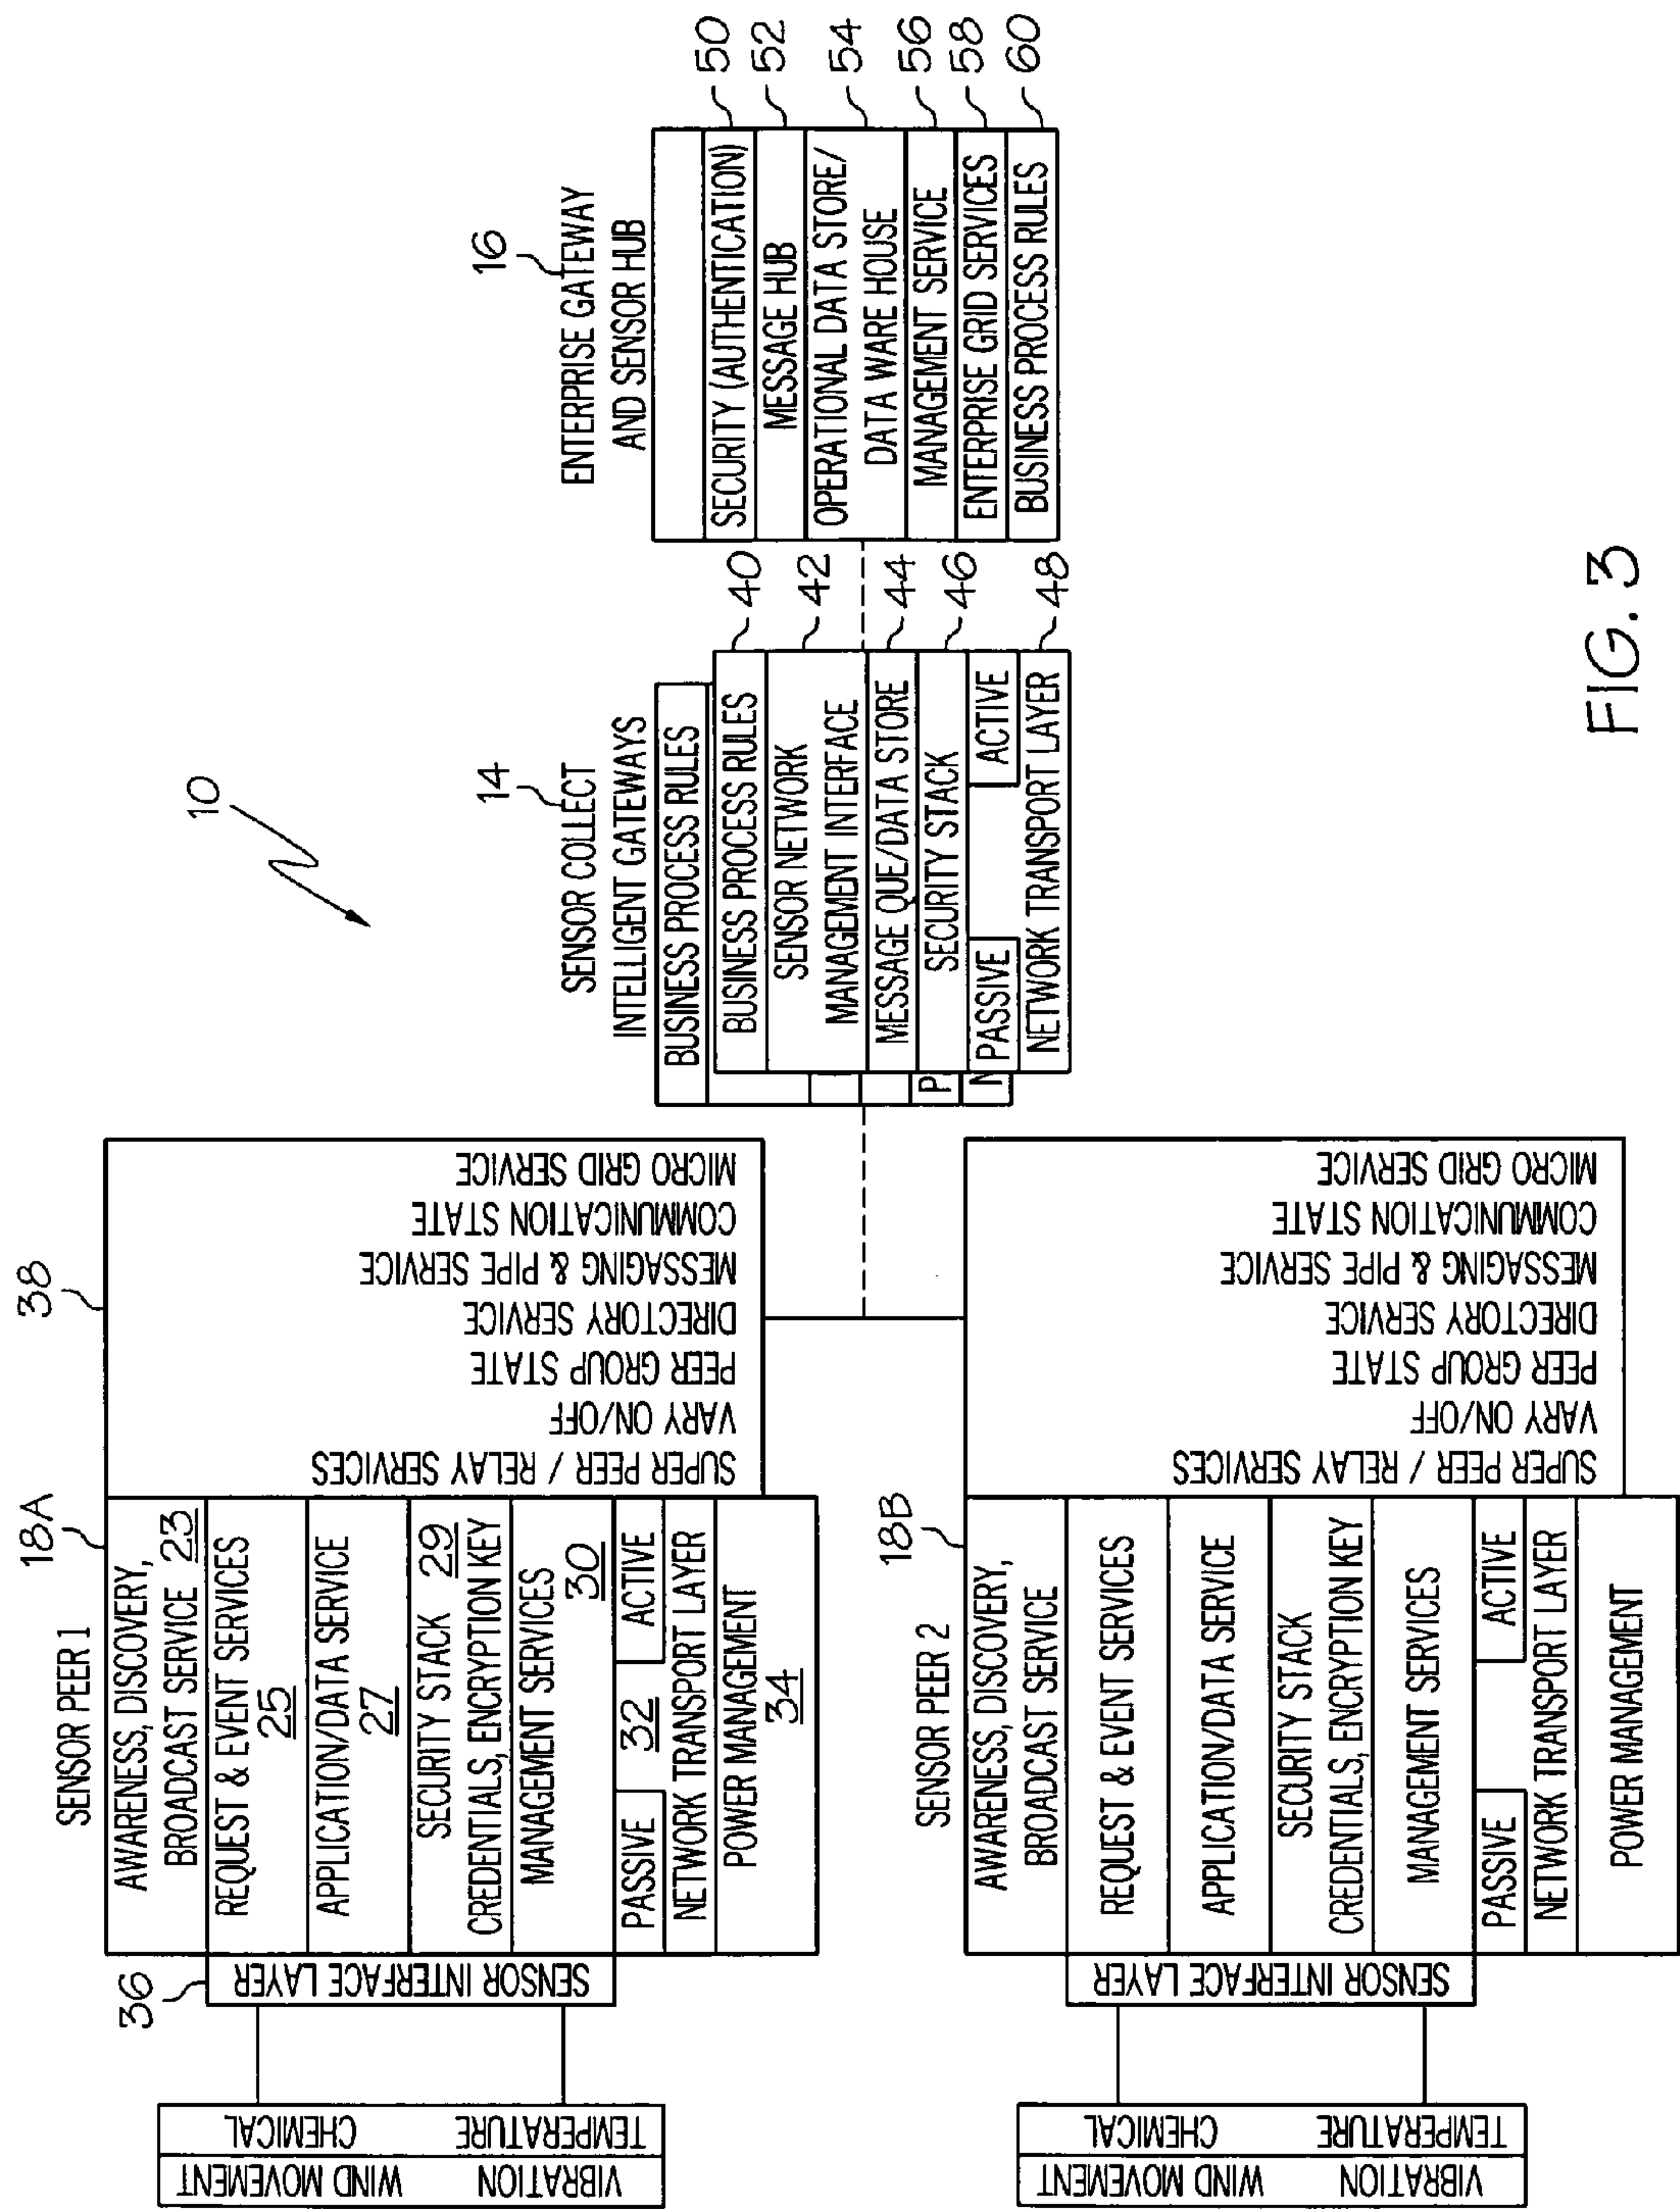 10
SENSOR PEER 1
18A
AWARENESS, DISCOVERY,
BROADCAST SERVICE 23
REQUEST & EVENT SERVICES
25
APPLICATION/DATA SERVICE
27
SECURITY STACK 29
CREDENTIALS, ENCRYPTION KEY
MANAGEMENT SERVICES
30
PASSIVE
32
ACTIVE
NETWORK TRANSPORT LAYER
POWER MANAGEMENT
34
36
SENSOR INTERFACE LAYER
CHEMICAL
TEMPERATURE
WIND MOVEMENT
VIBRATION
38
SUPER PEER / RELAY SERVICES
VARY ON/OFF
PEER GROUP STATE
DIRECTORY SERVICE
MESSAGING & PIPE SERVICE
COMMUNICATION STATE
MICRO GRID SERVICE
SENSOR PEER 2
18B
AWARENESS, DISCOVERY,
BROADCAST SERVICE
REQUEST & EVENT SERVICES
APPLICATION/DATA SERVICE
SECURITY STACK
CREDENTIALS, ENCRYPTION KEY
MANAGEMENT SERVICES
PASSIVE
ACTIVE
NETWORK TRANSPORT LAYER
POWER MANAGEMENT
SENSOR INTERFACE LAYER
CHEMICAL
TEMPERATURE
WIND MOVEMENT
VIBRATION
SUPER PEER / RELAY SERVICES
VARY ON/OFF
PEER GROUP STATE
DIRECTORY SERVICE
MESSAGING & PIPE SERVICE
COMMUNICATION STATE
MICRO GRID SERVICE
14
SENSOR COLLECT
INTELLIGENT GATEWAYS
BUSINESS PROCESS RULES
P
BUSINESS PROCESS RULES
40
SENSOR NETWORK
42
MANAGEMENT INTERFACE
MESSAGE QUE/DATA STORE
44
SECURITY STACK
46
PASSIVE
ACTIVE
NETWORK TRANSPORT LAYER
48
16
ENTERPRISE GATEWAY
AND SENSOR HUB
SECURITY (AUTHENTICATION)
50
MESSAGE HUB
52
OPERATIONAL DATA STORE/
DATA WARE HOUSE
54
MANAGEMENT SERVICE
56
ENTERPRISE GRID SERVICES
58
BUSINESS PROCESS RULES
60
FIG. 3